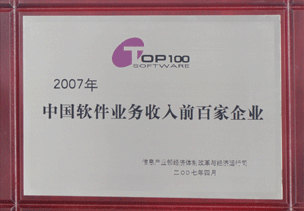 TOP100
SOFTWARE
2007年
中国软件业务收入前百家企业
信息产业部经济体制改革与经济运行司
二〇〇七年四月